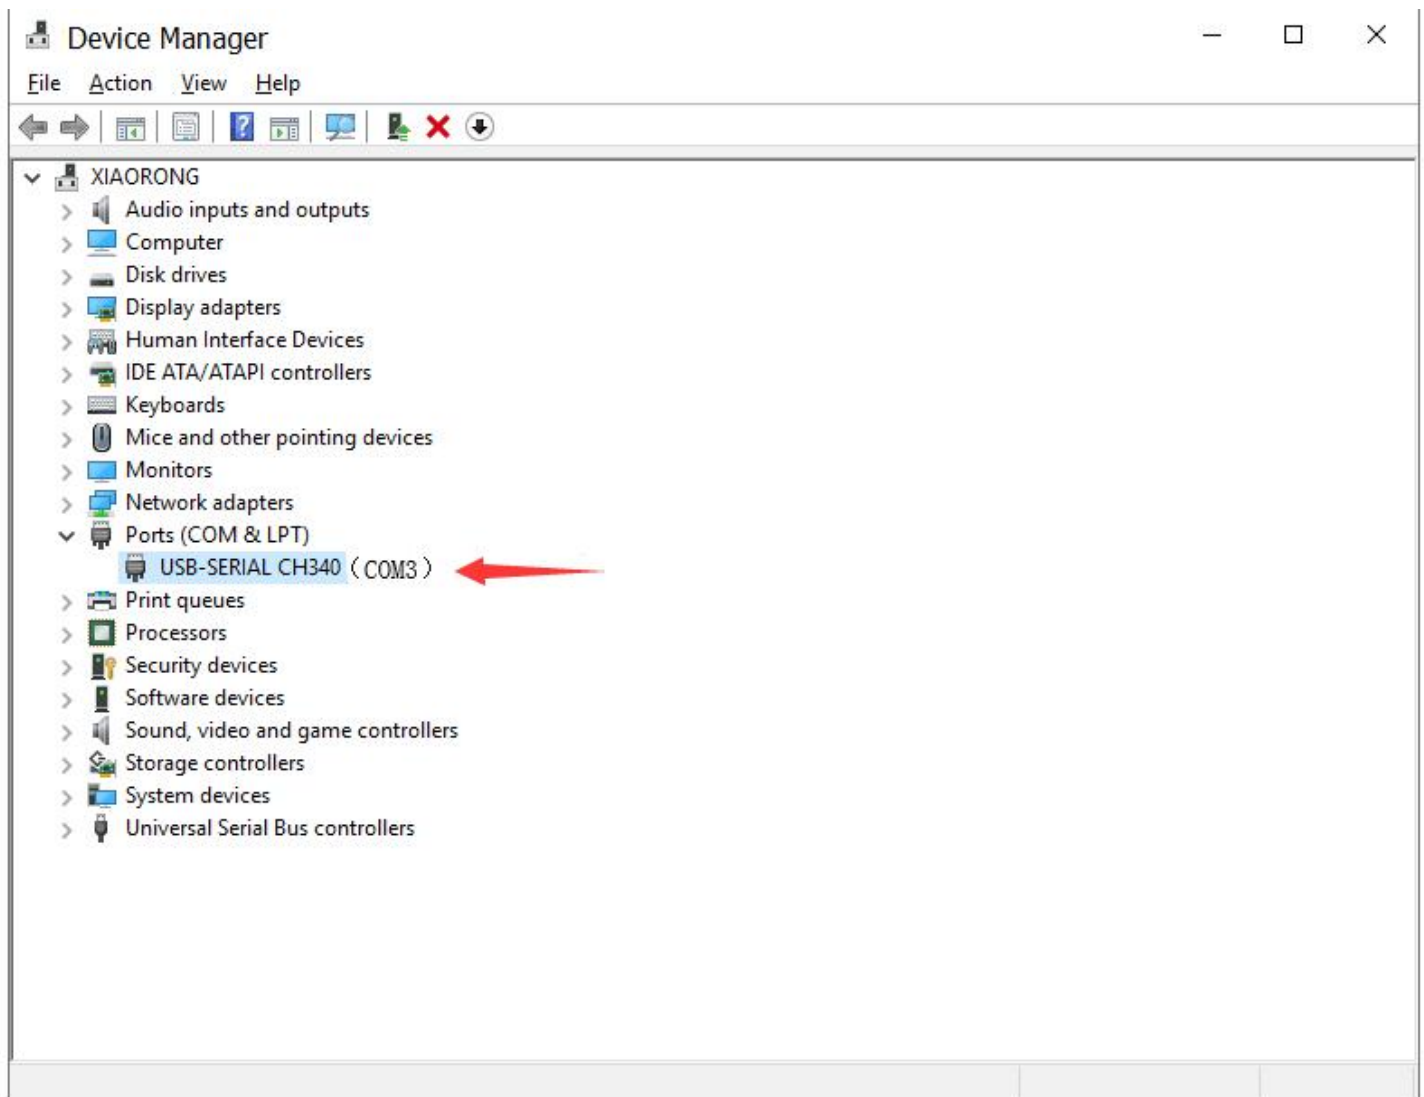 Device Manager
File Action View Help
XIAORONG
Audio inputs and outputs
Computer
Disk drives
Display adapters
Human Interface Devices
IDE ATA/ATAPI controllers
Keyboards
Mice and other pointing devices
Monitors
Network adapters
Ports (COM & LPT)
USB-SERIAL CH340（COM3）
Print queues
Processors
Security devices
Software devices
Sound, video and game controllers
Storage controllers
System devices
Universal Serial Bus controllers